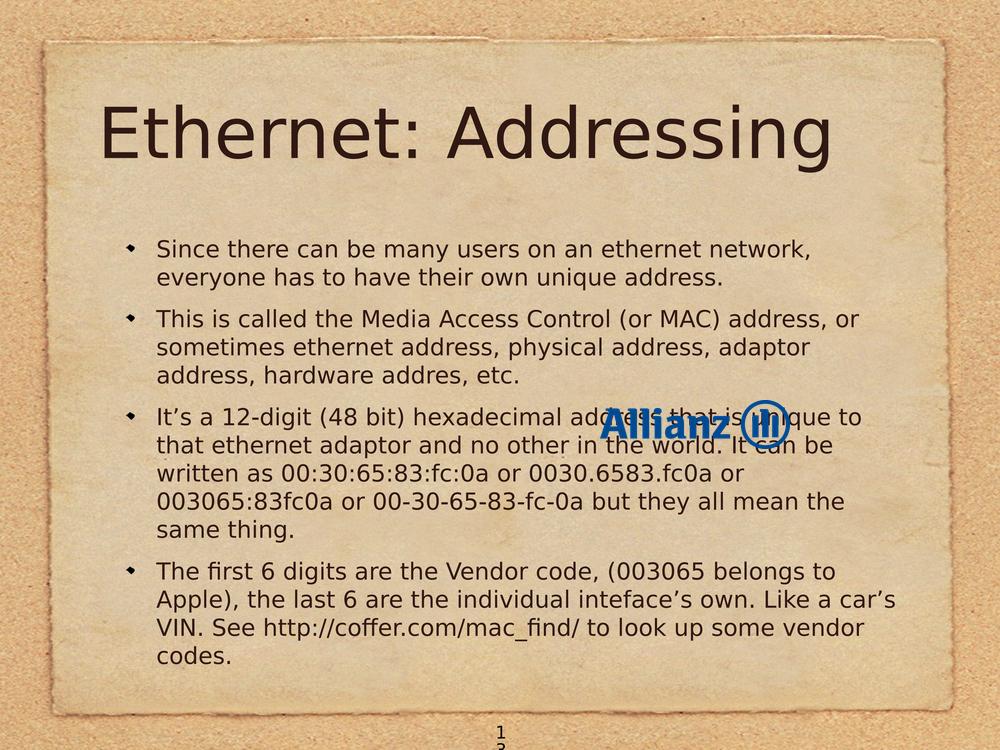 Ethernet: Addressing
Since there can be many users on an ethernet network,
everyone has to have their own unique address.
This is called the Media Access Control (or MAC) address, or
sometimes ethernet address, physical address, adaptor
address, hardware addres, etc.
It’s a 12-digit (48 bit) hexadecimal address that is unique to
Allianz
that ethernet adaptor and no other in the world. It can be
written as 00:30:65:83:fc:0a or 0030.6583.fc0a or
003065:83fc0a or 00-30-65-83-fc-0a but they all mean the
same thing.
The first 6 digits are the Vendor code, (003065 belongs to
Apple), the last 6 are the individual inteface’s own. Like a car’s
VIN. See http://coffer.com/mac_find/ to look up some vendor
codes.
1
3